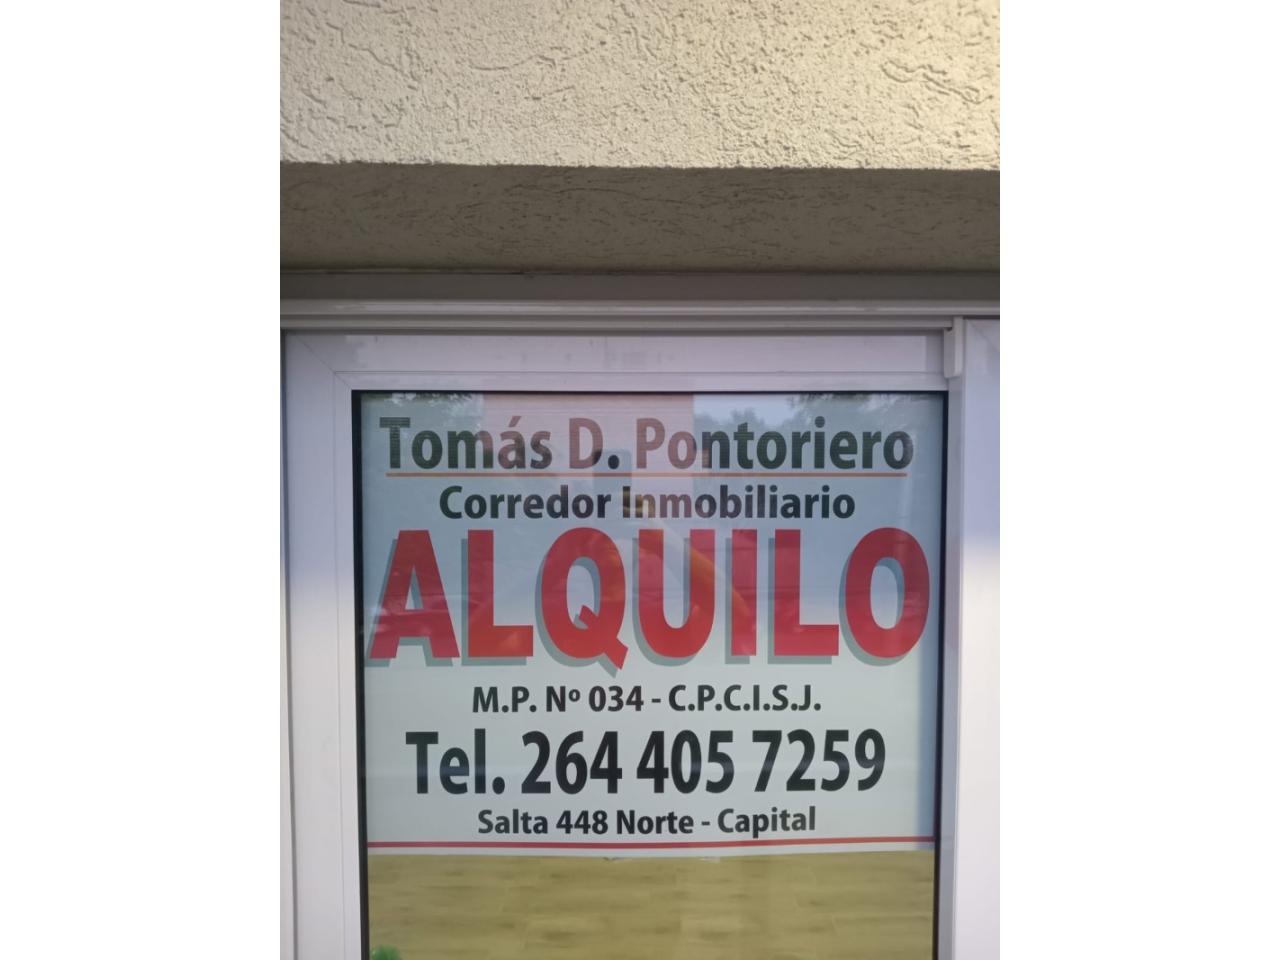 Tomás D. Pontoriero
Corredor Inmobiliario
ALQUILO
M.P. Nº 034 - C.P.C.I.S.J.
Tel. 264 405 7259
Salta 448 Norte - Capital